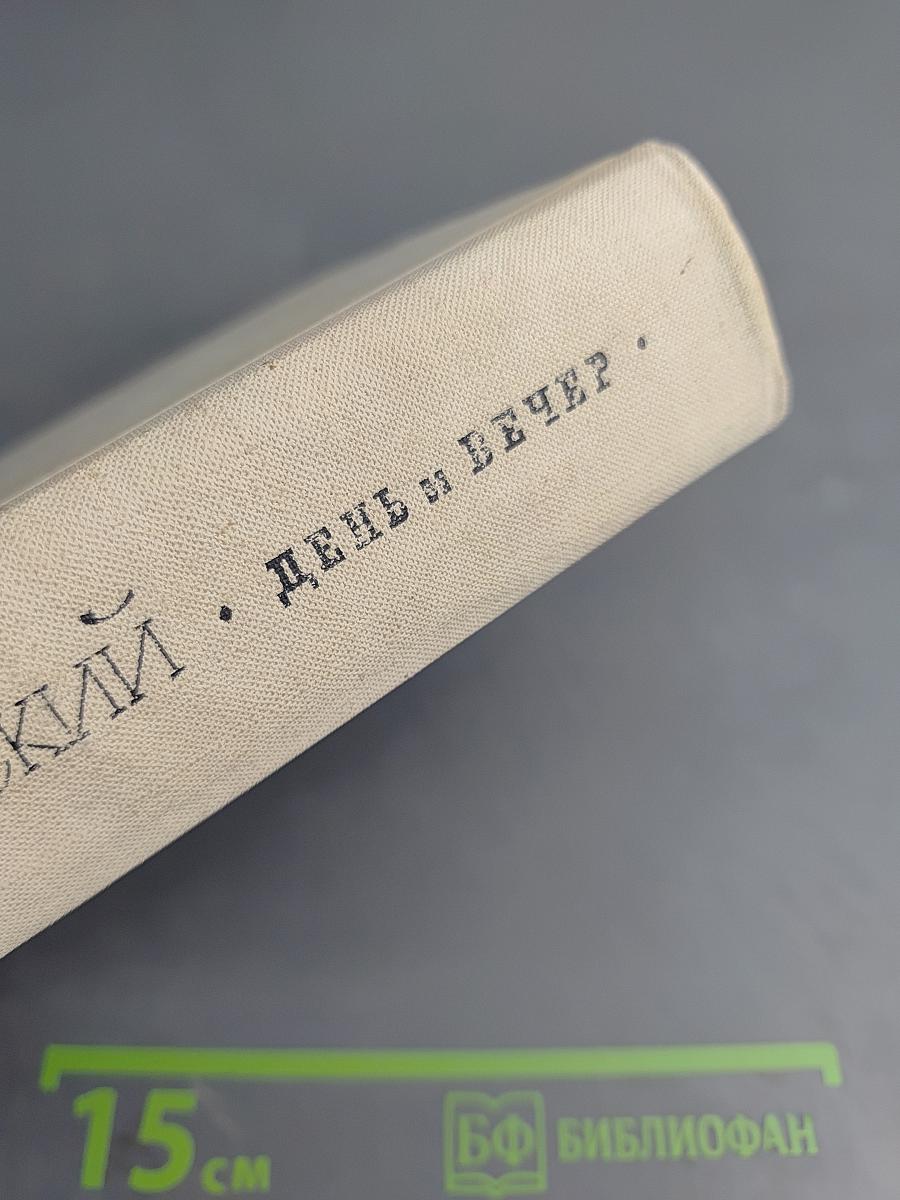 СКИЙ • ДЕНЬ и ВЕЧЕР •
15 см
БФ БИБЛИОФАН